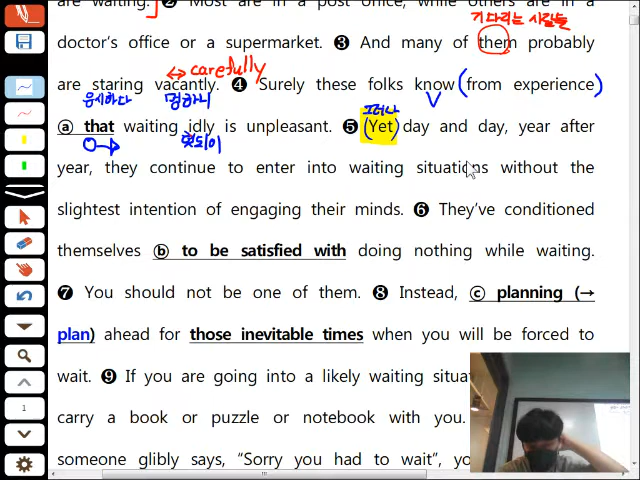 are waiting. ❷ Most are in a post office, while others are in a
기다리는 사람들
doctor's office or a supermarket. ❸ And many of them probably
↔ carefully
are staring vacantly. ❹ Surely these folks know (from experience)
응시하다 멍하니 V 그러나
ⓐ that waiting idly is unpleasant. ❺ (Yet) day and day, year after
헛되이
year, they continue to enter into waiting situations without the
slightest intention of engaging their minds. ❻ They've conditioned
themselves ⓑ to be satisfied with doing nothing while waiting.
❼ You should not be one of them. ❽ Instead, ⓒ planning (→
plan) ahead for those inevitable times when you will be forced to
wait. ❾ If you are going into a likely waiting
carry a book or puzzle or notebook with you.
someone glibly says, "Sorry you had to wait",
1